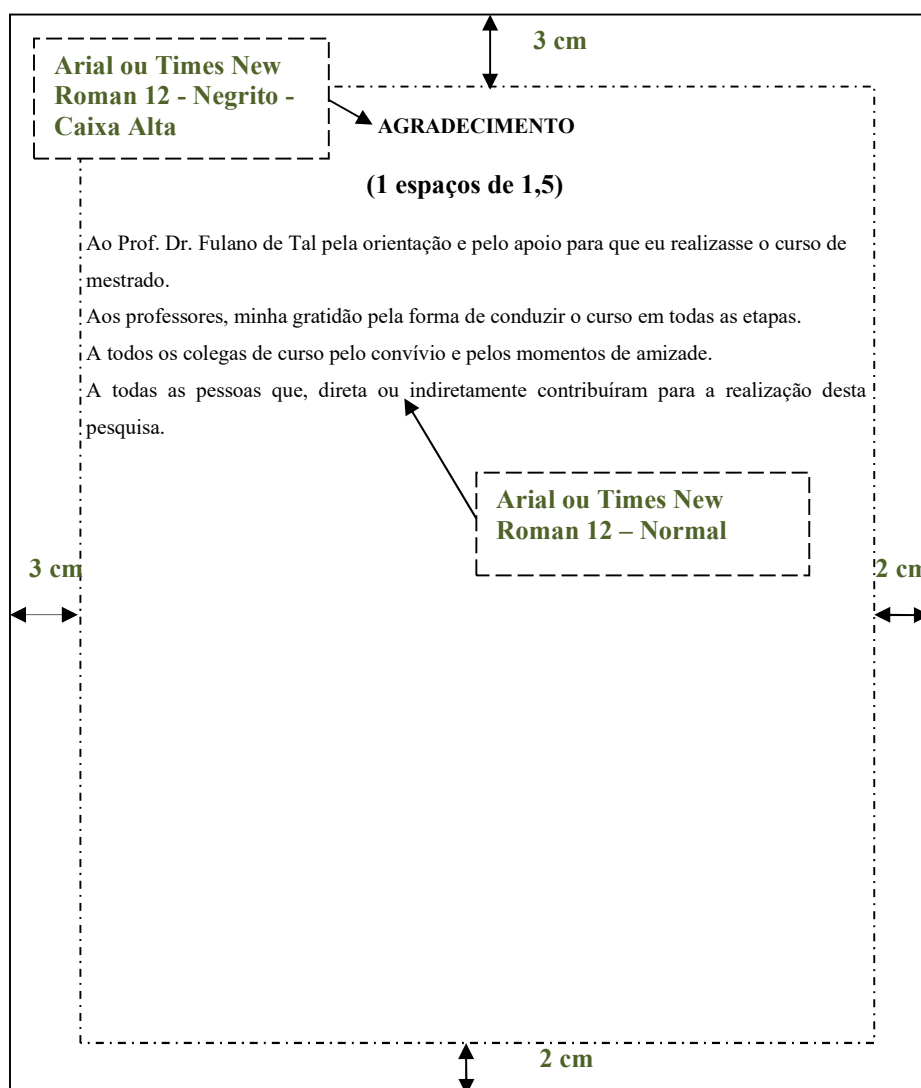 3 cm
Arial ou Times New
Roman 12 - Negrito -
Caixa Alta
AGRADECIMENTO
(1 espaços de 1,5)
Ao Prof. Dr. Fulano de Tal pela orientação e pelo apoio para que eu realizasse o curso de
mestrado.
Aos professores, minha gratidão pela forma de conduzir o curso em todas as etapas.
A todos os colegas de curso pelo convívio e pelos momentos de amizade.
A todas as pessoas que, direta ou indiretamente contribuíram para a realização desta
pesquisa.
Arial ou Times New
Roman 12 – Normal
3 cm
2 cm
2 cm